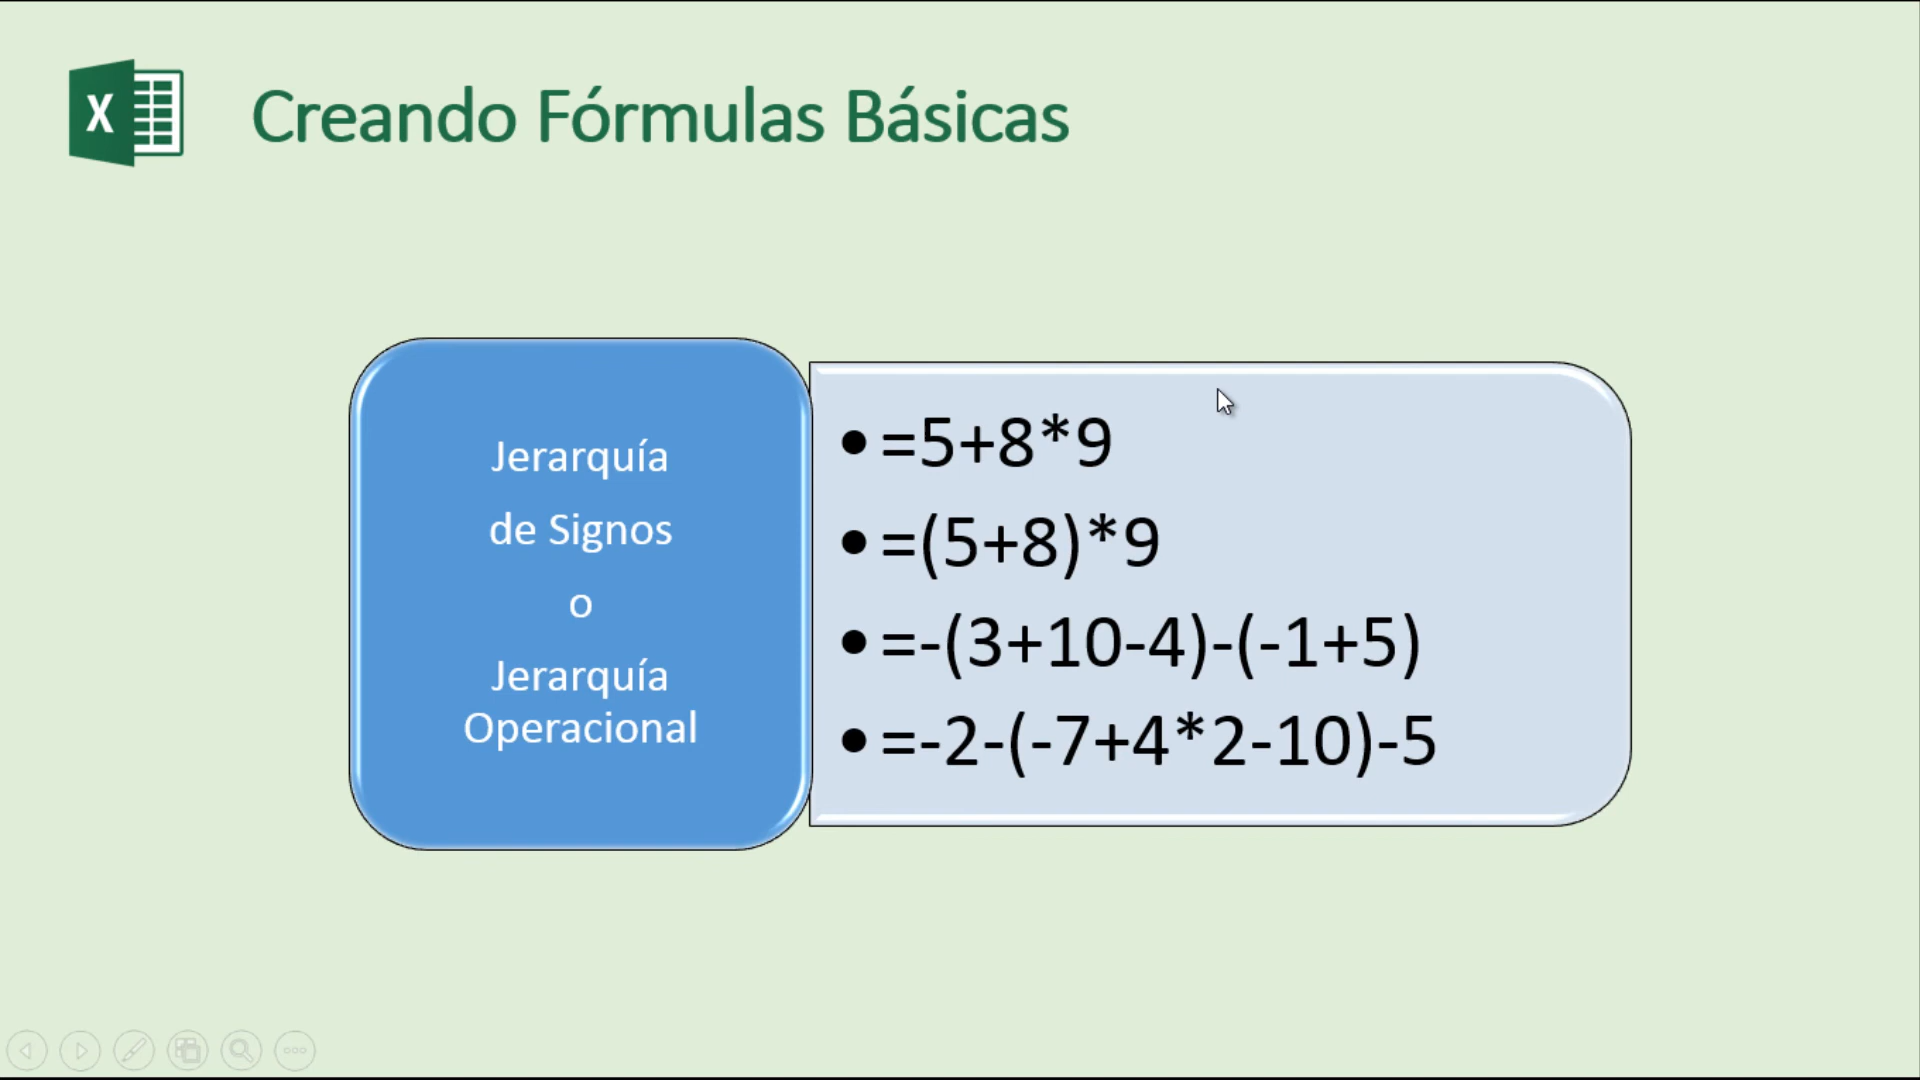 X
Creando Fórmulas Básicas
Jerarquía
de Signos
o
Jerarquía
Operacional
• =5+8*9
• =(5+8)*9
• =-(3+10-4)-(-1+5)
• =-2-(-7+4*2-10)-5